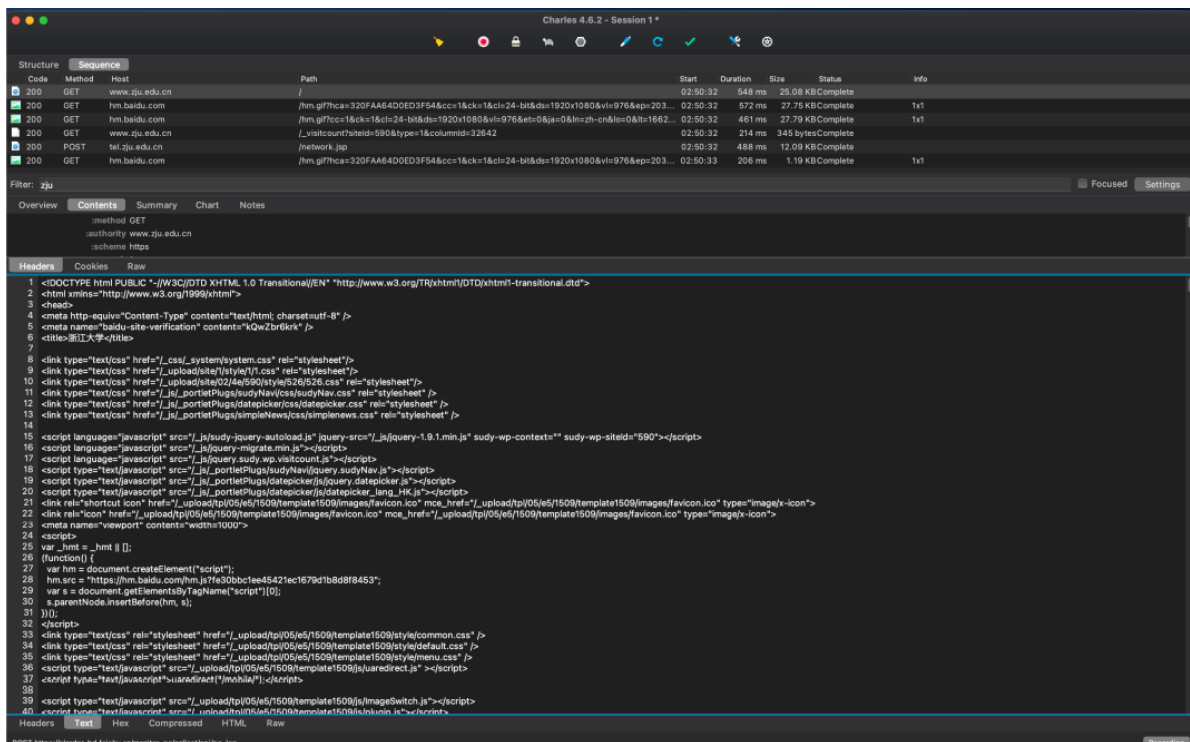 Charles 4.6.2 - Session 1 *
Structure Sequence
Code Method Host Path Start Duration Size Status Info
200 GET www.zju.edu.cn / 02:50:32 548 ms 25.08 KB Complete
200 GET hm.baidu.com /hm.gif?hca=320FAA64D0ED3F54&cc=1&ck=1&cl=24-bit&ds=1920x1080&vl=976&ep=203... 02:50:32 572 ms 27.75 KB Complete 1x1
200 GET hm.baidu.com /hm.gif?hca=320FAA64D0ED3F54&cc=1&ck=1&cl=24-bit&ds=1920x1080&vl=976&et=0&ja=0&ln=zh-cn&lo=0&lt=1662... 02:50:32 461 ms 27.79 KB Complete 1x1
200 GET www.zju.edu.cn /_visitcount?siteId=590&type=1&columnId=32642 02:50:32 214 ms 345 bytes Complete
200 POST tel.zju.edu.cn /network.jsp 02:50:32 488 ms 12.09 KB Complete
200 GET hm.baidu.com /hm.gif?hca=320FAA64D0ED3F54&cc=1&ck=1&cl=24-bit&ds=1920x1080&vl=976&ep=203... 02:50:33 206 ms 1.19 KB Complete 1x1
Filter: zju Focused Settings
Overview Contents Summary Chart Notes
:method GET
:authority www.zju.edu.cn
:scheme https
Headers Cookies Raw
1 <!DOCTYPE html PUBLIC "-//W3C//DTD XHTML 1.0 Transitional//EN" "http://www.w3.org/TR/xhtml1/DTD/xhtml1-transitional.dtd">
2 <html xmlns="http://www.w3.org/1999/xhtml">
3 <head>
4 <meta http-equiv="Content-Type" content="text/html; charset=utf-8" />
5 <meta name="baidu-site-verification" content="kQwZbr6krk" />
6 <title>浙江大学</title>
7
8 <link type="text/css" href="/_css/_system/system.css" rel="stylesheet"/>
9 <link type="text/css" href="/_upload/site/1/style/1/1.css" rel="stylesheet"/>
10 <link type="text/css" href="/_upload/site/02/4e/590/style/526/526.css" rel="stylesheet"/>
11 <link type="text/css" href="/_js/_portletPlugs/sudyNavi/css/sudyNav.css" rel="stylesheet" />
12 <link type="text/css" href="/_js/_portletPlugs/datepicker/css/datepicker.css" rel="stylesheet" />
13 <link type="text/css" href="/_js/_portletPlugs/simpleNews/css/simplenews.css" rel="stylesheet" />
14
15 <script language="javascript" src="/_js/sudy-jquery-autoload.js" jquery-src="/_js/jquery-1.9.1.min.js" sudy-wp-context="" sudy-wp-siteId="590"></script>
16 <script language="javascript" src="/_js/jquery-migrate.min.js"></script>
17 <script language="javascript" src="/_js/jquery.sudy.wp.visitcount.js"></script>
18 <script type="text/javascript" src="/_js/_portletPlugs/sudyNavi/jquery.sudyNav.js"></script>
19 <script type="text/javascript" src="/_js/_portletPlugs/datepicker/js/jquery.datepicker.js"></script>
20 <script type="text/javascript" src="/_js/_portletPlugs/datepicker/js/datepicker_lang_HK.js"></script>
21 <link rel="shortcut icon" href="/_upload/tpl/05/e5/1509/template1509/images/favicon.ico" mce_href="/_upload/tpl/05/e5/1509/template1509/images/favicon.ico" type="image/x-icon">
22 <link rel="icon" href="/_upload/tpl/05/e5/1509/template1509/images/favicon.ico" mce_href="/_upload/tpl/05/e5/1509/template1509/images/favicon.ico" type="image/x-icon">
23 <meta name="viewport" content="width=1000">
24 <script>
25 var _hmt = _hmt || [];
26 (function() {
27 var hm = document.createElement("script");
28 hm.src = "https://hm.baidu.com/hm.js?fe30bbc1ee45421ec1679d1b8d8f8453";
29 var s = document.getElementsByTagName("script")[0];
30 s.parentNode.insertBefore(hm, s);
31 })();
32 </script>
33 <link type="text/css" rel="stylesheet" href="/_upload/tpl/05/e5/1509/template1509/style/common.css" />
34 <link type="text/css" rel="stylesheet" href="/_upload/tpl/05/e5/1509/template1509/style/default.css" />
35 <link type="text/css" rel="stylesheet" href="/_upload/tpl/05/e5/1509/template1509/style/menu.css" />
36 <script type="text/javascript" src="/_upload/tpl/05/e5/1509/template1509/js/uaredirect.js" ></script>
37 <script type="text/javascript">uaredirect("/mobile/");</script>
38
39 <script type="text/javascript" src="/_upload/tpl/05/e5/1509/template1509/js/ImageSwitch.js"></script>
40 <script type="text/javascript" src="/_upload/tpl/05/e5/1509/template1509/js/plugin.js"></script>
Headers Text Hex Compressed HTML Raw